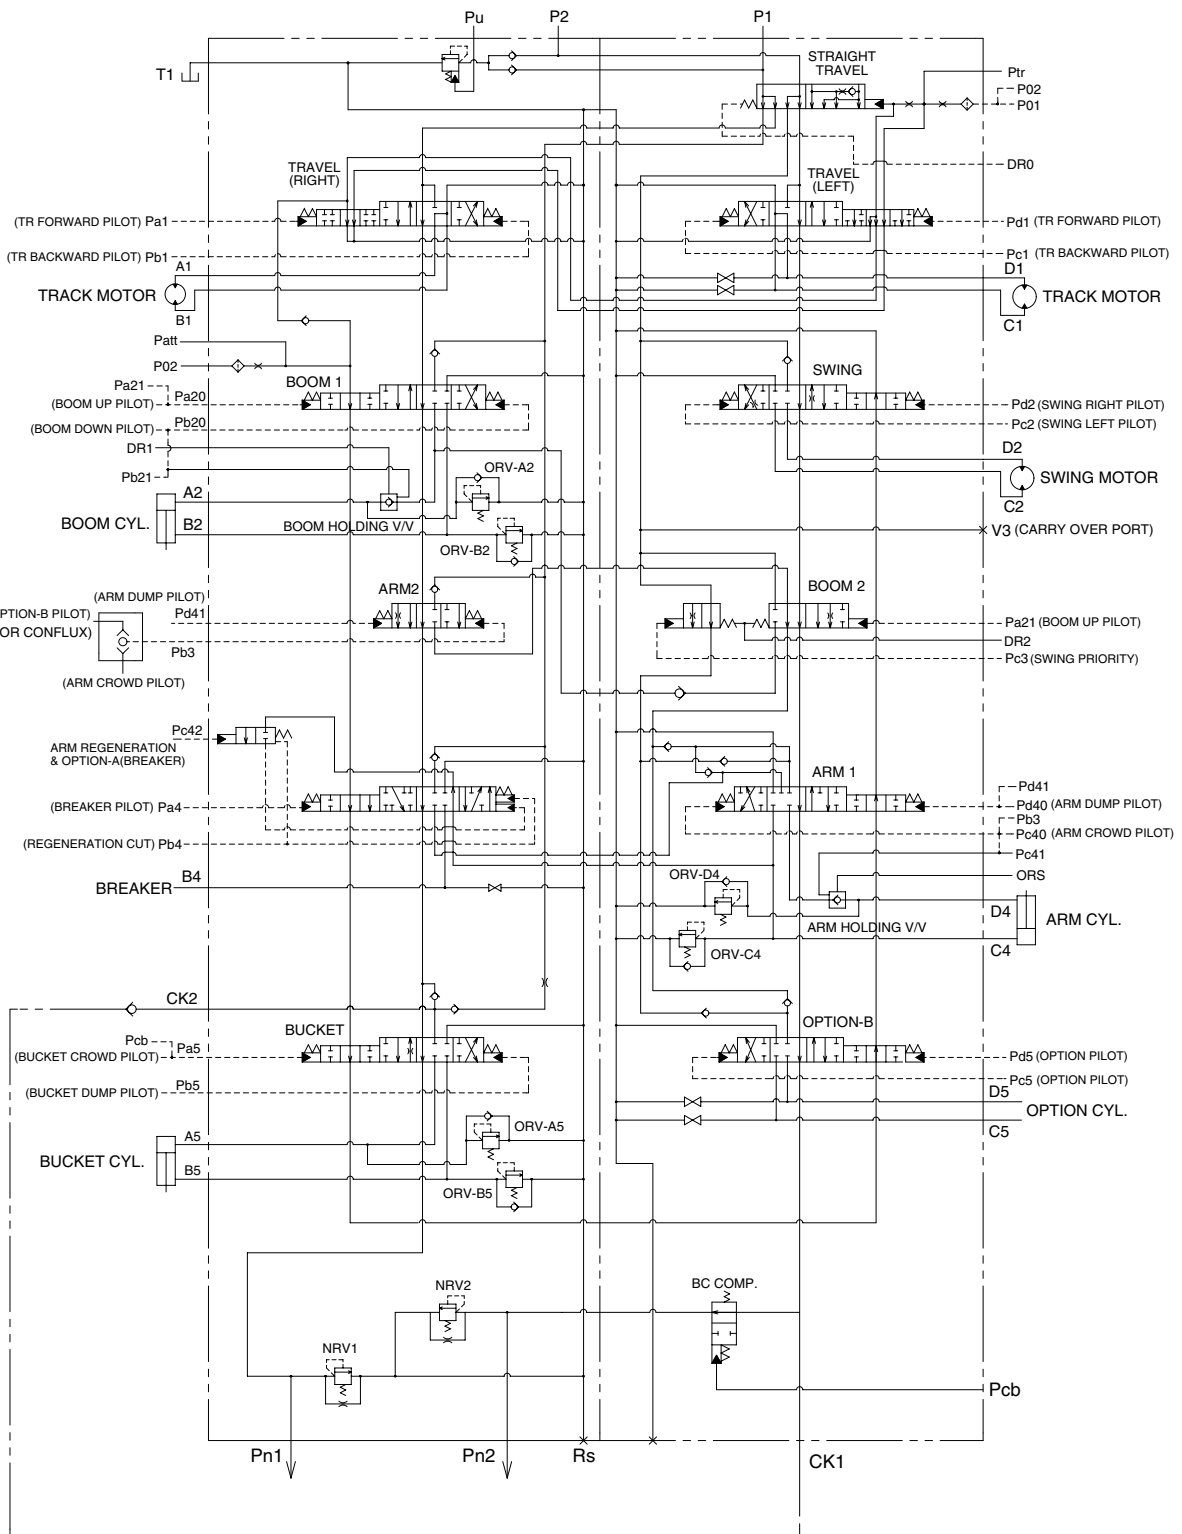 Pu
P2
P1
T1
STRAIGHT
TRAVEL
Ptr
P02
P01
DR0
TRAVEL
(RIGHT)
TRAVEL
(LEFT)
(TR FORWARD PILOT) Pa1
Pd1 (TR FORWARD PILOT)
(TR BACKWARD PILOT) Pb1
Pc1 (TR BACKWARD PILOT)
A1
D1
TRACK MOTOR
TRACK MOTOR
B1
C1
Patt
P02
BOOM 1
SWING
Pa21
Pa20
(BOOM UP PILOT)
Pd2 (SWING RIGHT PILOT)
Pb20
(BOOM DOWN PILOT)
Pc2 (SWING LEFT PILOT)
DR1
D2
Pb21
ORV-A2
SWING MOTOR
A2
C2
BOOM CYL.
B2
BOOM HOLDING V/V
V3 (CARRY OVER PORT)
ORV-B2
(ARM DUMP PILOT)
ARM2
BOOM 2
PTION-B PILOT)
Pd41
Pa21 (BOOM UP PILOT)
OR CONFLUX)
DR2
Pb3
Pc3 (SWING PRIORITY)
(ARM CROWD PILOT)
Pc42
ARM REGENERATION
& OPTION-A(BREAKER)
ARM 1
Pd41
(BREAKER PILOT) Pa4
Pd40 (ARM DUMP PILOT)
Pb3
Pc40 (ARM CROWD PILOT)
(REGENERATION CUT) Pb4
Pc41
ORV-D4
ORS
BREAKER
B4
D4
ARM CYL.
ARM HOLDING V/V
C4
ORV-C4
CK2
BUCKET
OPTION-B
Pcb
Pa5
(BUCKET CROWD PILOT)
Pd5 (OPTION PILOT)
Pb5
(BUCKET DUMP PILOT)
Pc5 (OPTION PILOT)
D5
OPTION CYL.
C5
ORV-A5
A5
BUCKET CYL.
B5
ORV-B5
NRV2
BC COMP.
NRV1
Pcb
Pn1
Pn2
Rs
CK1